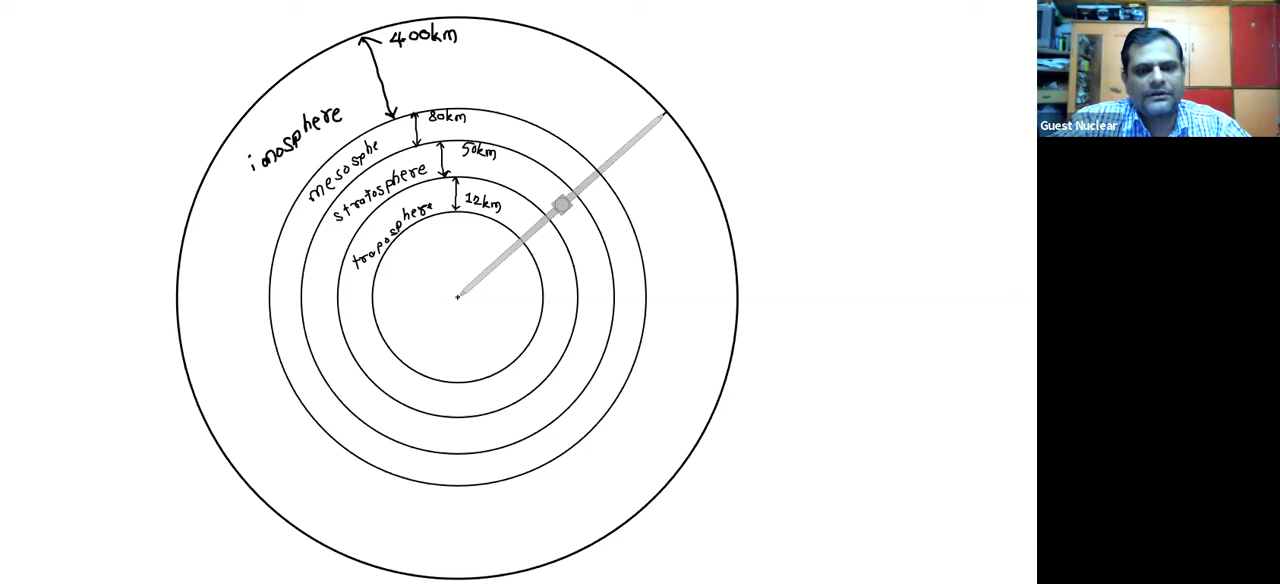 400km
ionosphere
80km
mesosphe
50km
stratosphere
12km
troposphere
Guest Nuclear